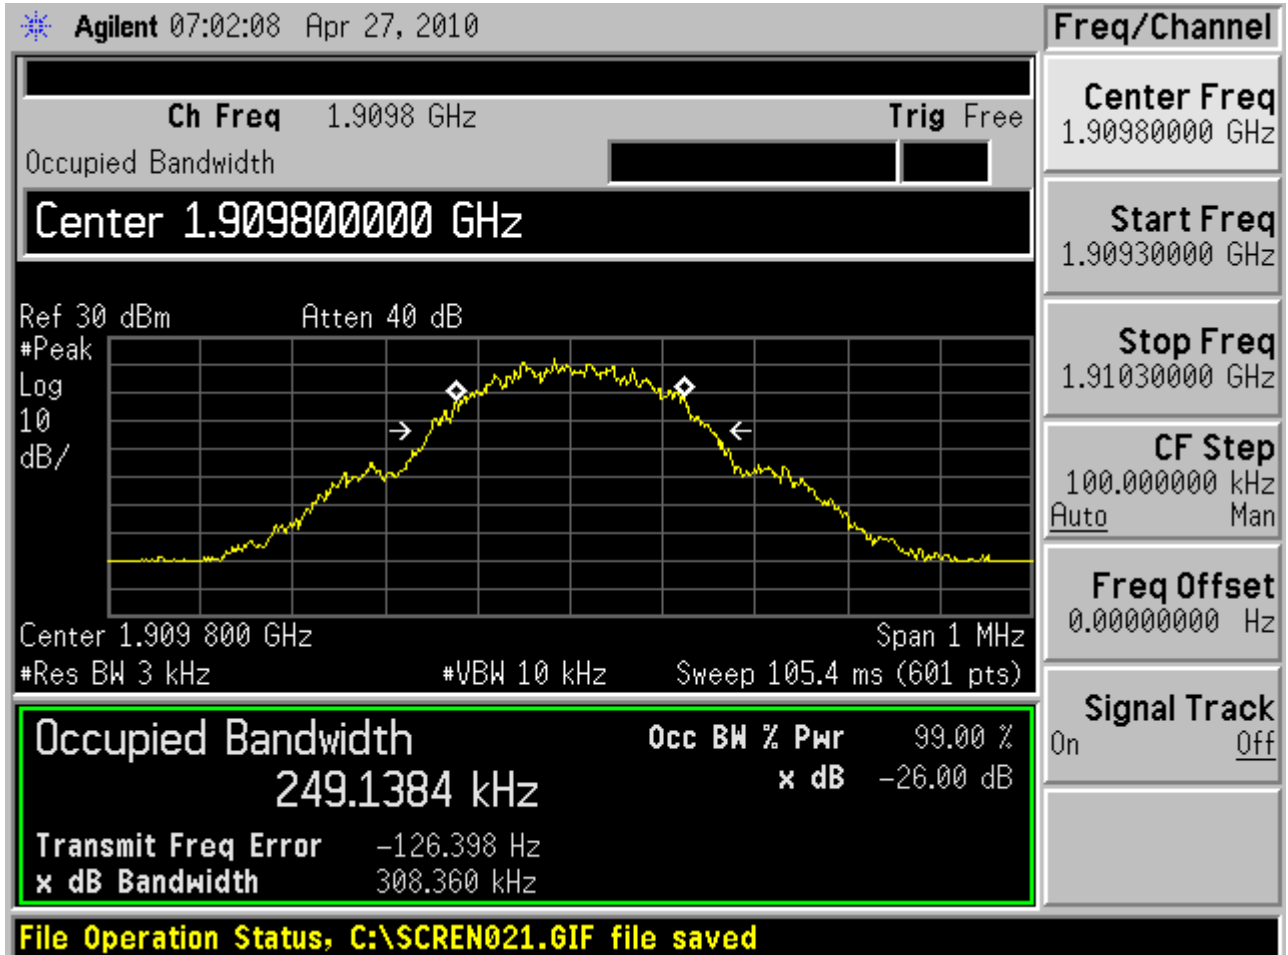 Agilent 07:02:08 Apr 27, 2010
Freq/Channel
Ch Freq 1.9098 GHz Trig Free
Occupied Bandwidth
Center 1.909800000 GHz
Ref 30 dBm Atten 40 dB
#Peak
Log
10
dB/
Center 1.909 800 GHz Span 1 MHz
#Res BW 3 kHz #VBW 10 kHz Sweep 105.4 ms (601 pts)
Occupied Bandwidth Occ BW % Pwr 99.00 %
249.1384 kHz x dB -26.00 dB
Transmit Freq Error -126.398 Hz
x dB Bandwidth 308.360 kHz
File Operation Status, C:\SCREN021.GIF file saved
Center Freq
1.90980000 GHz
Start Freq
1.90930000 GHz
Stop Freq
1.91030000 GHz
CF Step
100.000000 kHz
Auto Man
Freq Offset
0.00000000 Hz
Signal Track
On Off